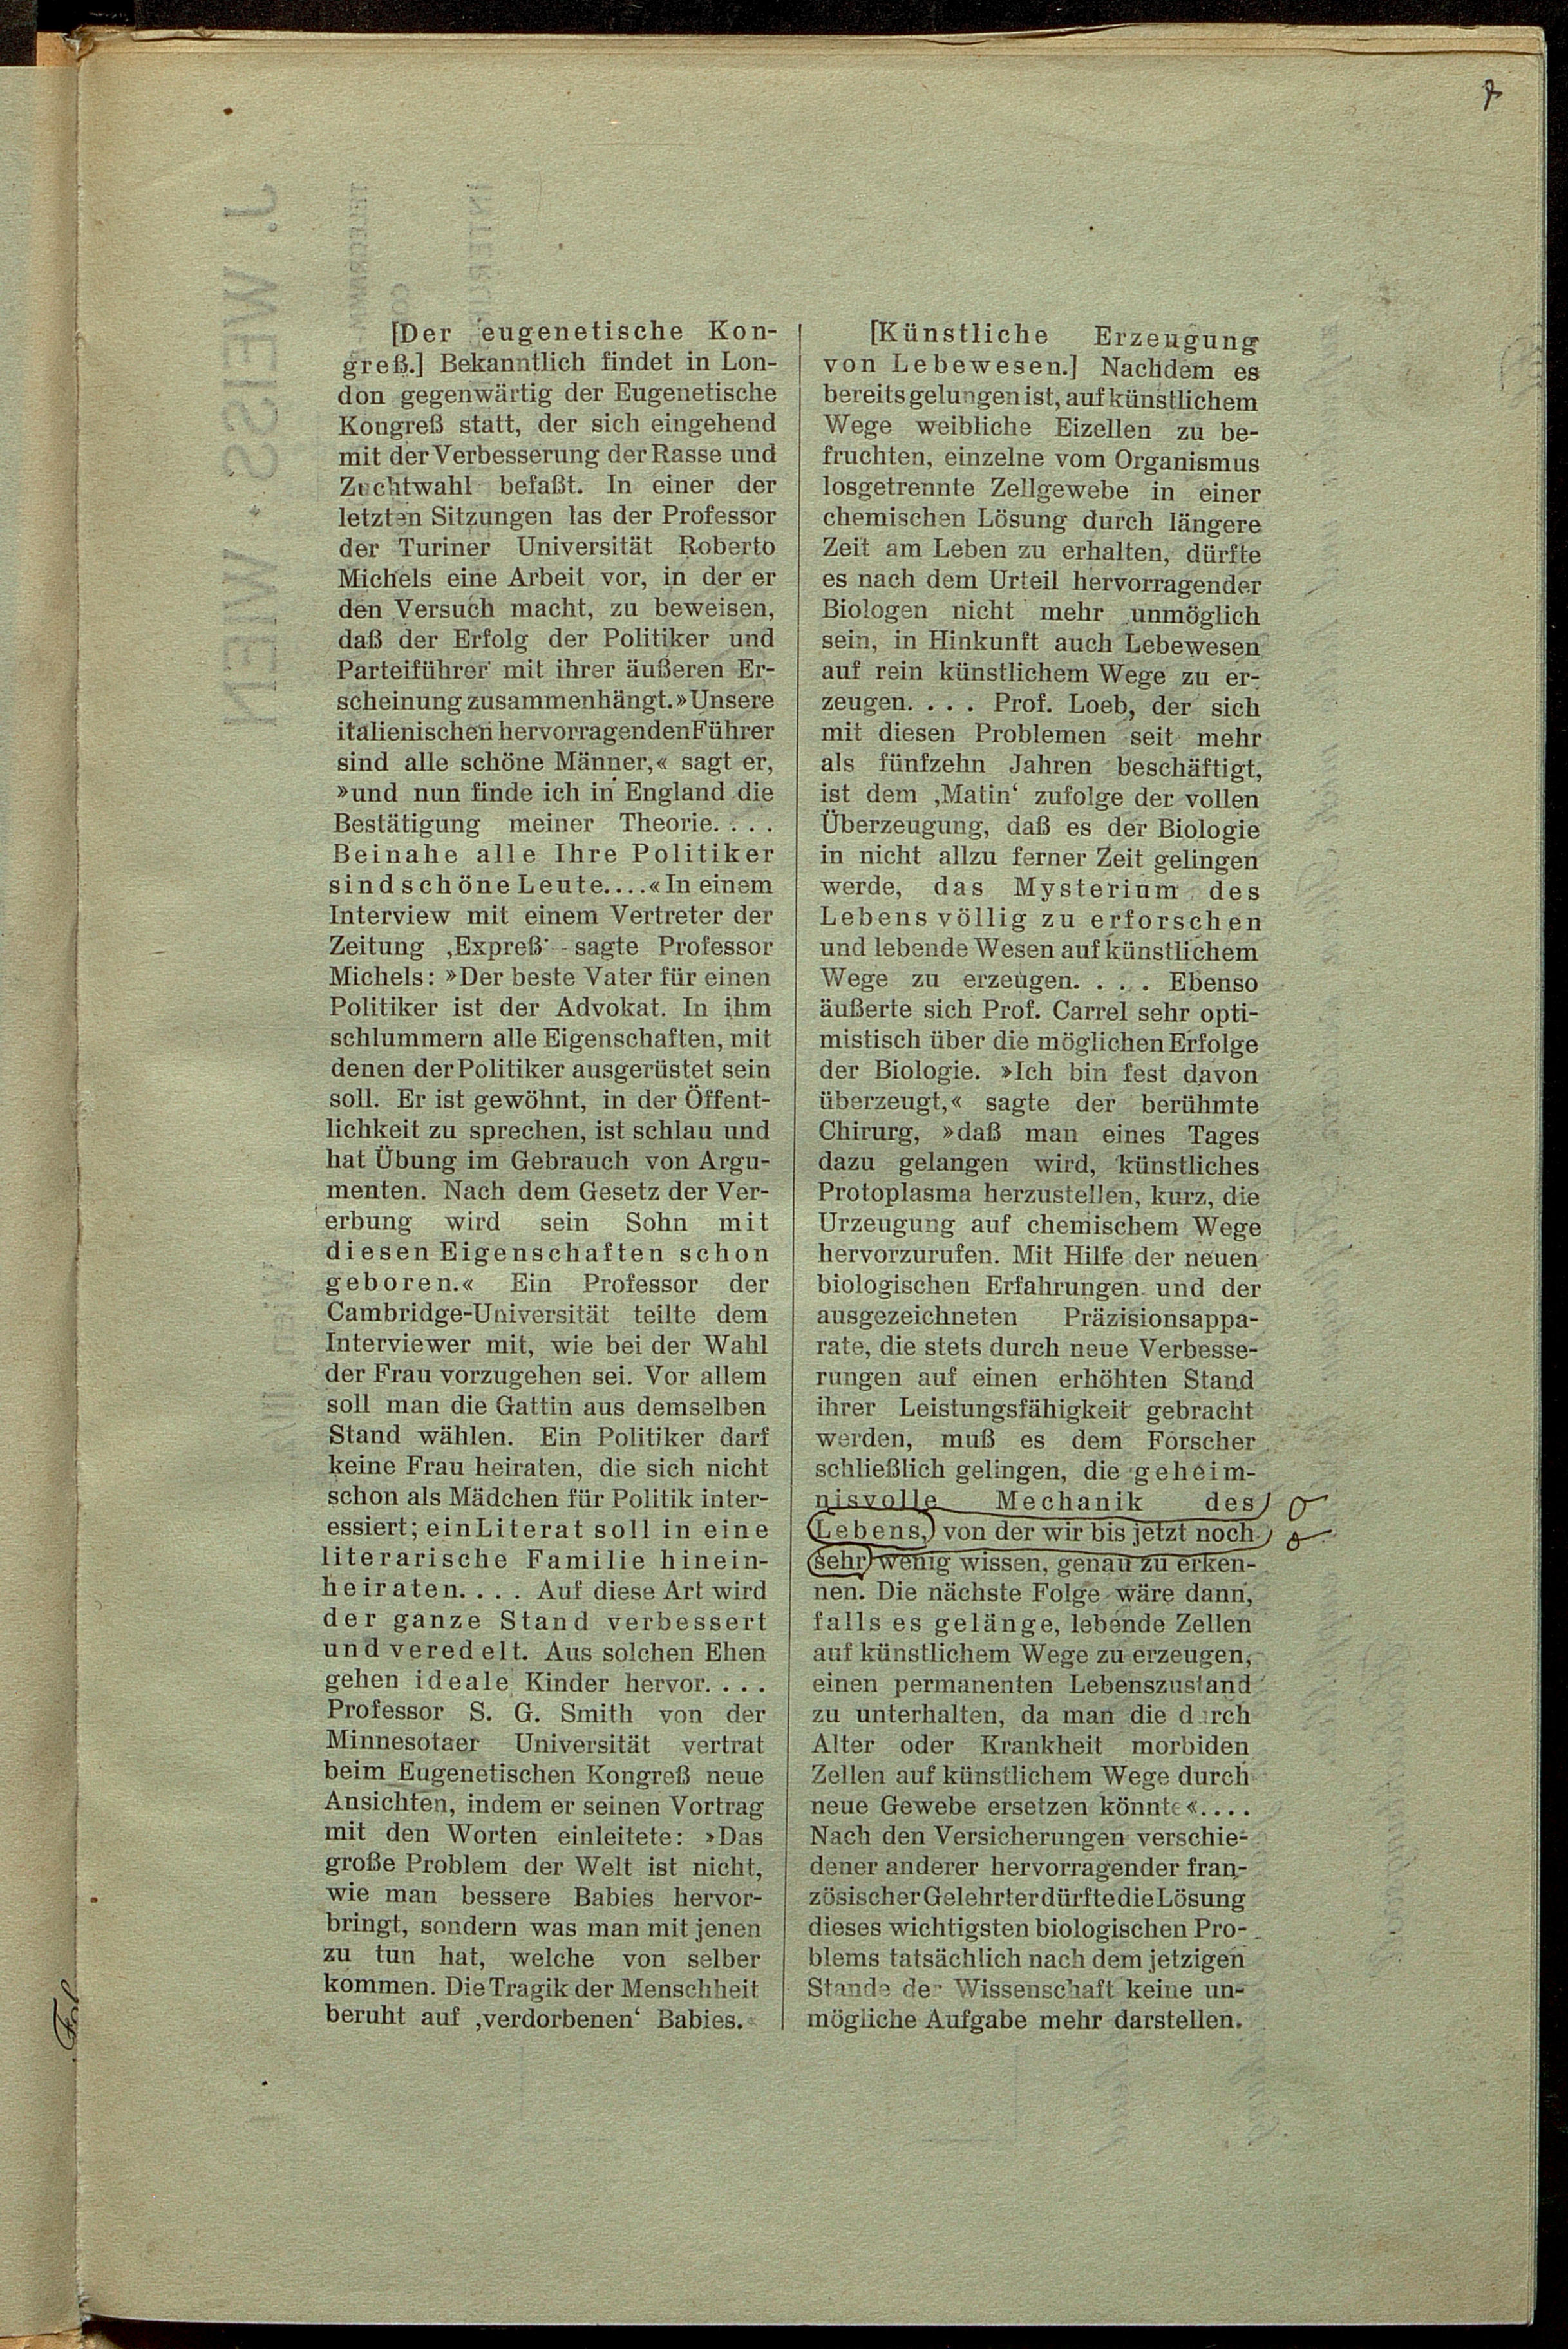 7
[Der eugenetische Kon-
greß.] Bekanntlich findet in Lon-
don gegenwärtig der Eugenetische
Kongreß statt, der sich eingehend
mit der Verbesserung der Rasse und
Zuchtwahl befaßt. In einer der
letzten Sitzungen las der Professor
der Turiner Universität Roberto
Michels eine Arbeit vor, in der er
den Versuch macht, zu beweisen,
daß der Erfolg der Politiker und
Parteiführer mit ihrer äußeren Er-
scheinung zusammenhängt. »Unsere
italienischen hervorragenden Führer
sind alle schöne Männer,« sagt er,
»und nun finde ich in England die
Bestätigung meiner Theorie. . . .
Beinahe alle Ihre Politiker
sind schöne Leute....« In einem
Interview mit einem Vertreter der
Zeitung ‚Expreß‘ sagte Professor
Michels: »Der beste Vater für einen
Politiker ist der Advokat. In ihm
schlummern alle Eigenschaften, mit
denen der Politiker ausgerüstet sein
soll. Er ist gewöhnt, in der Öffent-
lichkeit zu sprechen, ist schlau und
hat Übung im Gebrauch von Argu-
menten. Nach dem Gesetz der Ver-
erbung wird sein Sohn mit
diesen Eigenschaften schon
geboren.« Ein Professor der
Cambridge-Universität teilte dem
Interviewer mit, wie bei der Wahl
der Frau vorzugehen sei. Vor allem
soll man die Gattin aus demselben
Stand wählen. Ein Politiker darf
keine Frau heiraten, die sich nicht
schon als Mädchen für Politik inter-
essiert; ein Literat soll in eine
literarische Familie hinein-
heiraten. . . . Auf diese Art wird
der ganze Stand verbessert
und veredelt. Aus solchen Ehen
gehen ideale Kinder hervor. . . .
Professor S. G. Smith von der
Minnesotaer Universität vertrat
beim Eugenetischen Kongreß neue
Ansichten, indem er seinen Vortrag
mit den Worten einleitete: »Das
große Problem der Welt ist nicht,
wie man bessere Babies hervor-
bringt, sondern was man mit jenen
zu tun hat, welche von selber
kommen. Die Tragik der Menschheit
beruht auf ‚verdorbenen‘ Babies.«
[Künstliche Erzeugung
von Lebewesen.] Nachdem es
bereits gelungen ist, auf künstlichem
Wege weibliche Eizellen zu be-
fruchten, einzelne vom Organismus
losgetrennte Zellgewebe in einer
chemischen Lösung durch längere
Zeit am Leben zu erhalten, dürfte
es nach dem Urteil hervorragender
Biologen nicht mehr unmöglich
sein, in Hinkunft auch Lebewesen
auf rein künstlichem Wege zu er-
zeugen. . . . Prof. Loeb, der sich
mit diesen Problemen seit mehr
als fünfzehn Jahren beschäftigt,
ist dem ‚Matin‘ zufolge der vollen
Überzeugung, daß es der Biologie
in nicht allzu ferner Zeit gelingen
werde, das Mysterium des
Lebens völlig zu erforschen
und lebende Wesen auf künstlichem
Wege zu erzeugen. . . . Ebenso
äußerte sich Prof. Carrel sehr opti-
mistisch über die möglichen Erfolge
der Biologie. »Ich bin fest davon
überzeugt,« sagte der berühmte
Chirurg, »daß man eines Tages
dazu gelangen wird, künstliches
Protoplasma herzustellen, kurz, die
Urzeugung auf chemischem Wege
hervorzurufen. Mit Hilfe der neuen
biologischen Erfahrungen und der
ausgezeichneten Präzisionsappa-
rate, die stets durch neue Verbesse-
rungen auf einen erhöhten Stand
ihrer Leistungsfähigkeit gebracht
werden, muß es dem Forscher
schließlich gelingen, die geheim-
nisvolle Mechanik des
Lebens, von der wir bis jetzt noch
sehr wenig wissen, genau zu erken-
nen. Die nächste Folge wäre dann,
falls es gelänge, lebende Zellen
auf künstlichem Wege zu erzeugen,
einen permanenten Lebenszustand
zu unterhalten, da man die durch
Alter oder Krankheit morbiden
Zellen auf künstlichem Wege durch
neue Gewebe ersetzen könnte«. . . .
Nach den Versicherungen verschie-
dener anderer hervorragender fran-
zösischer Gelehrter dürfte die Lösung
dieses wichtigsten biologischen Pro-
blems tatsächlich nach dem jetzigen
Stande der Wissenschaft keine un-
mögliche Aufgabe mehr darstellen.
J. WEISS · WIEN